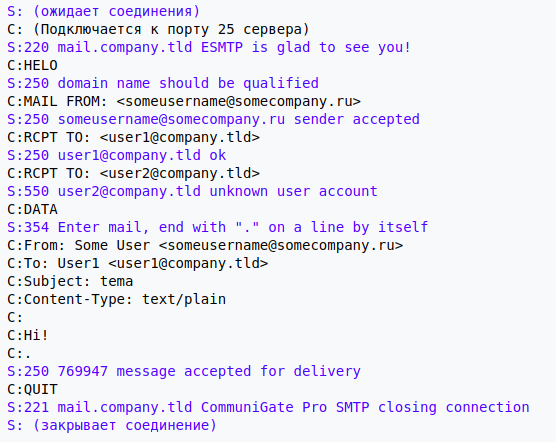 S: (ожидает соединения)
C: (Подключается к порту 25 сервера)
S:220 mail.company.tld ESMTP is glad to see you!
C:HELO
S:250 domain name should be qualified
C:MAIL FROM: <someusername@somecompany.ru>
S:250 someusername@somecompany.ru sender accepted
C:RCPT TO: <user1@company.tld>
S:250 user1@company.tld ok
C:RCPT TO: <user2@company.tld>
S:550 user2@company.tld unknown user account
C:DATA
S:354 Enter mail, end with "." on a line by itself
C:From: Some User <someusername@somecompany.ru>
C:To: User1 <user1@company.tld>
C:Subject: tema
C:Content-Type: text/plain
C:
C:Hi!
C:.
S:250 769947 message accepted for delivery
C:QUIT
S:221 mail.company.tld CommuniGate Pro SMTP closing connection
S: (закрывает соединение)